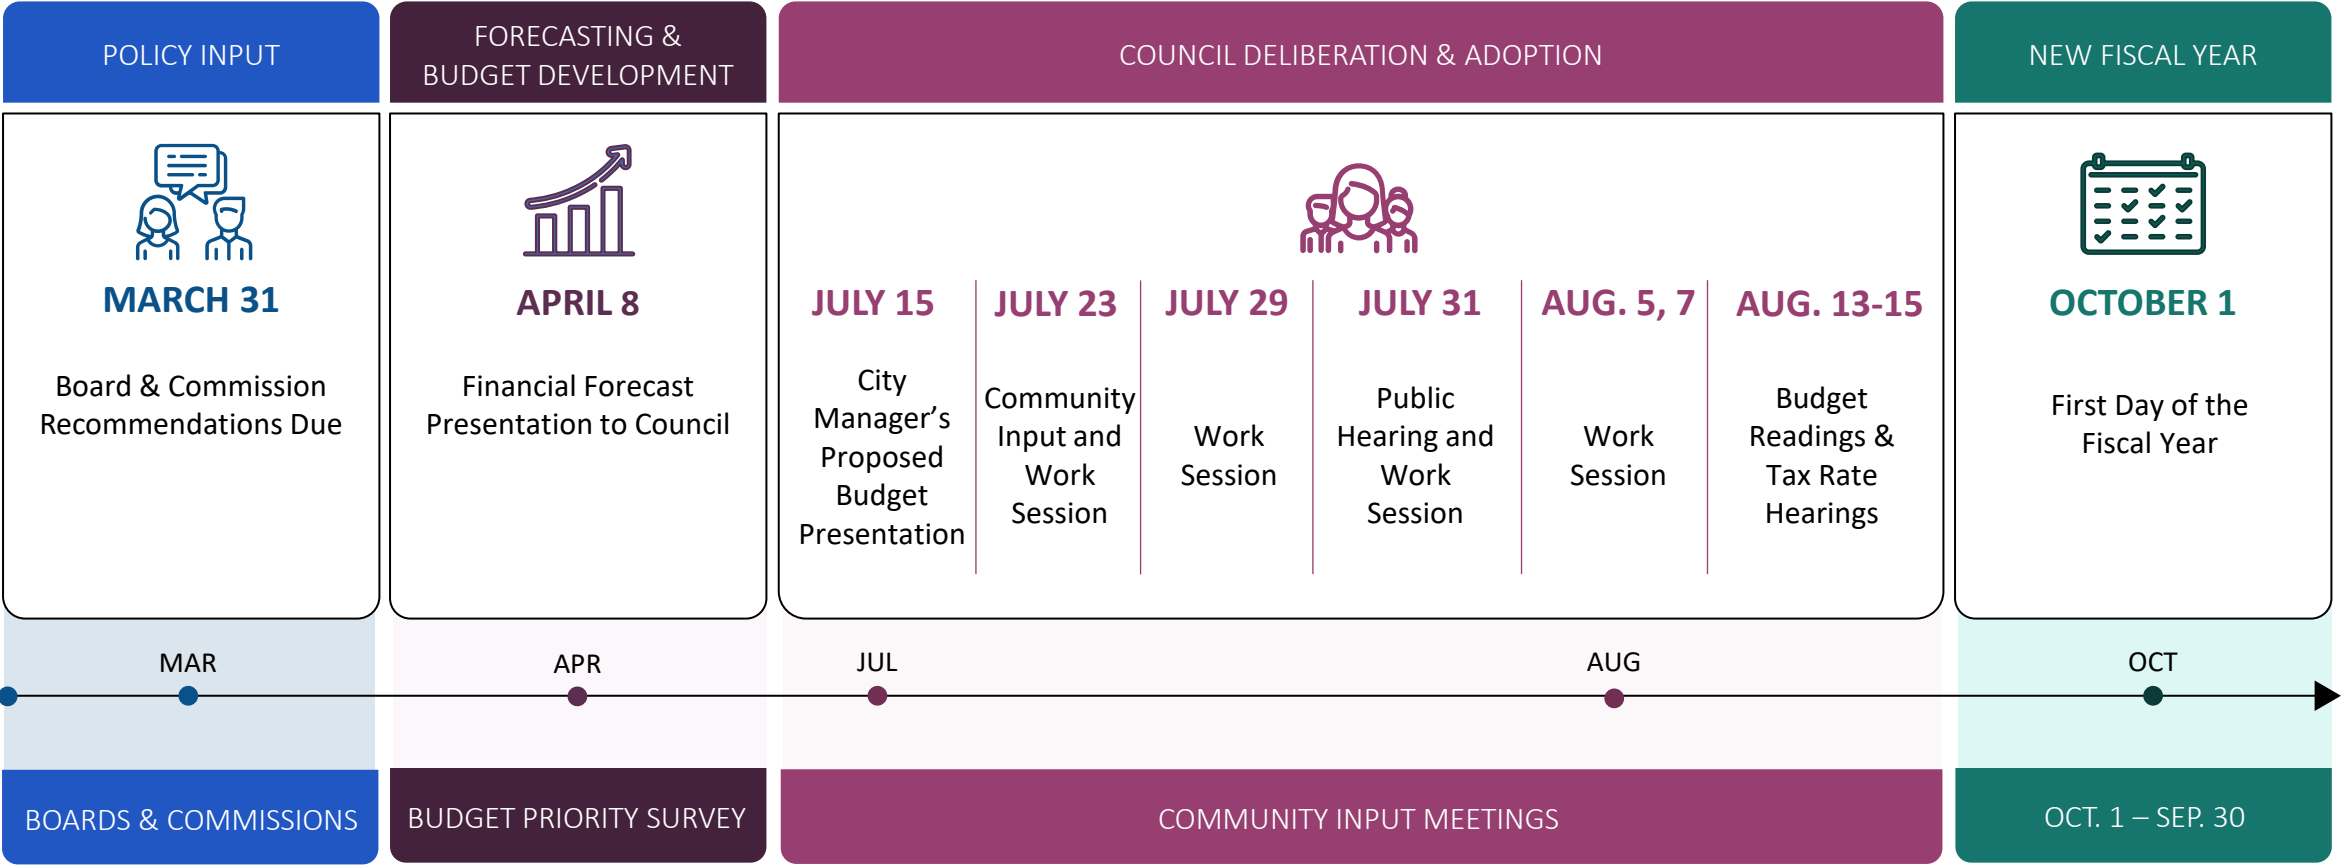 POLICY INPUT
FORECASTING &
BUDGET DEVELOPMENT
COUNCIL DELIBERATION & ADOPTION
NEW FISCAL YEAR
MARCH 31
Board & Commission
Recommendations Due
APRIL 8
Financial Forecast
Presentation to Council
JULY 15
City
Manager’s
Proposed
Budget
Presentation
JULY 23
Community
Input and
Work
Session
JULY 29
Work
Session
JULY 31
Public
Hearing and
Work
Session
AUG. 5, 7
Work
Session
AUG. 13-15
Budget
Readings &
Tax Rate
Hearings
OCTOBER 1
First Day of the
Fiscal Year
MAR
APR
JUL
AUG
OCT
BOARDS & COMMISSIONS
BUDGET PRIORITY SURVEY
COMMUNITY INPUT MEETINGS
OCT. 1 – SEP. 30